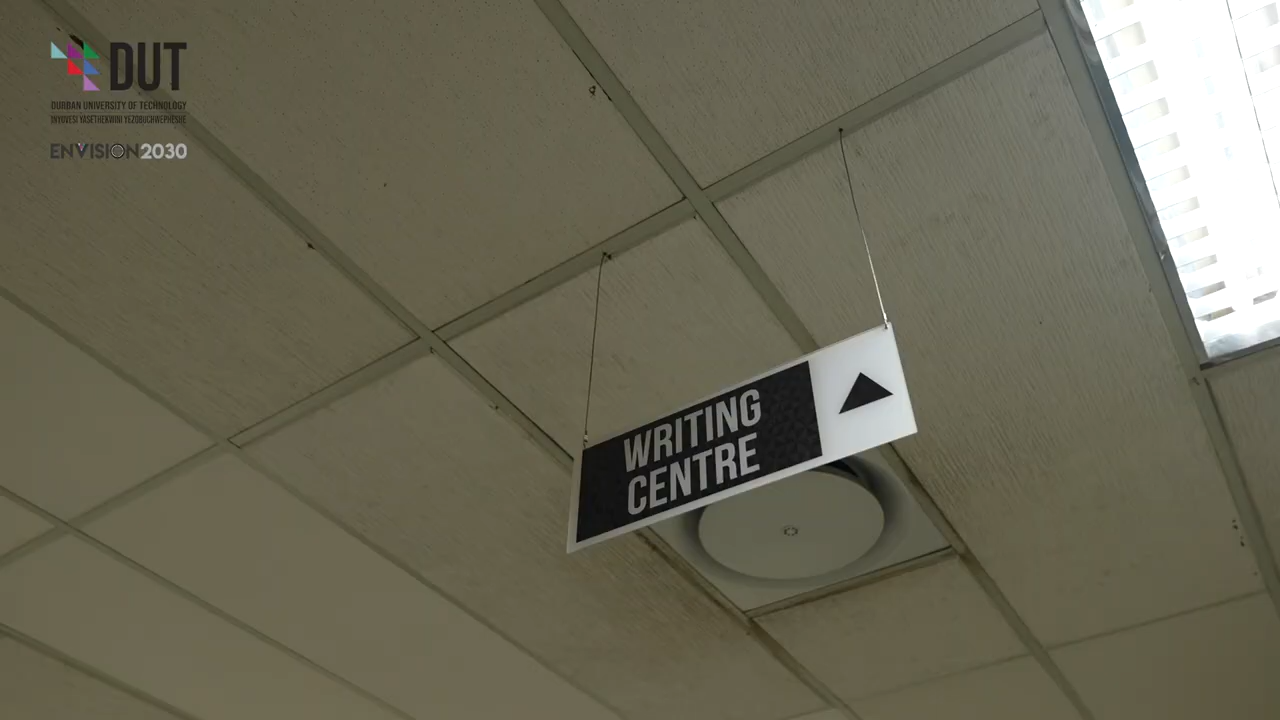 DUT
DURBAN UNIVERSITY OF TECHNOLOGY
INYUVESI YASETHEKWINI YEZOBUCHWEPHESHE
ENVISION2030
WRITING
CENTRE